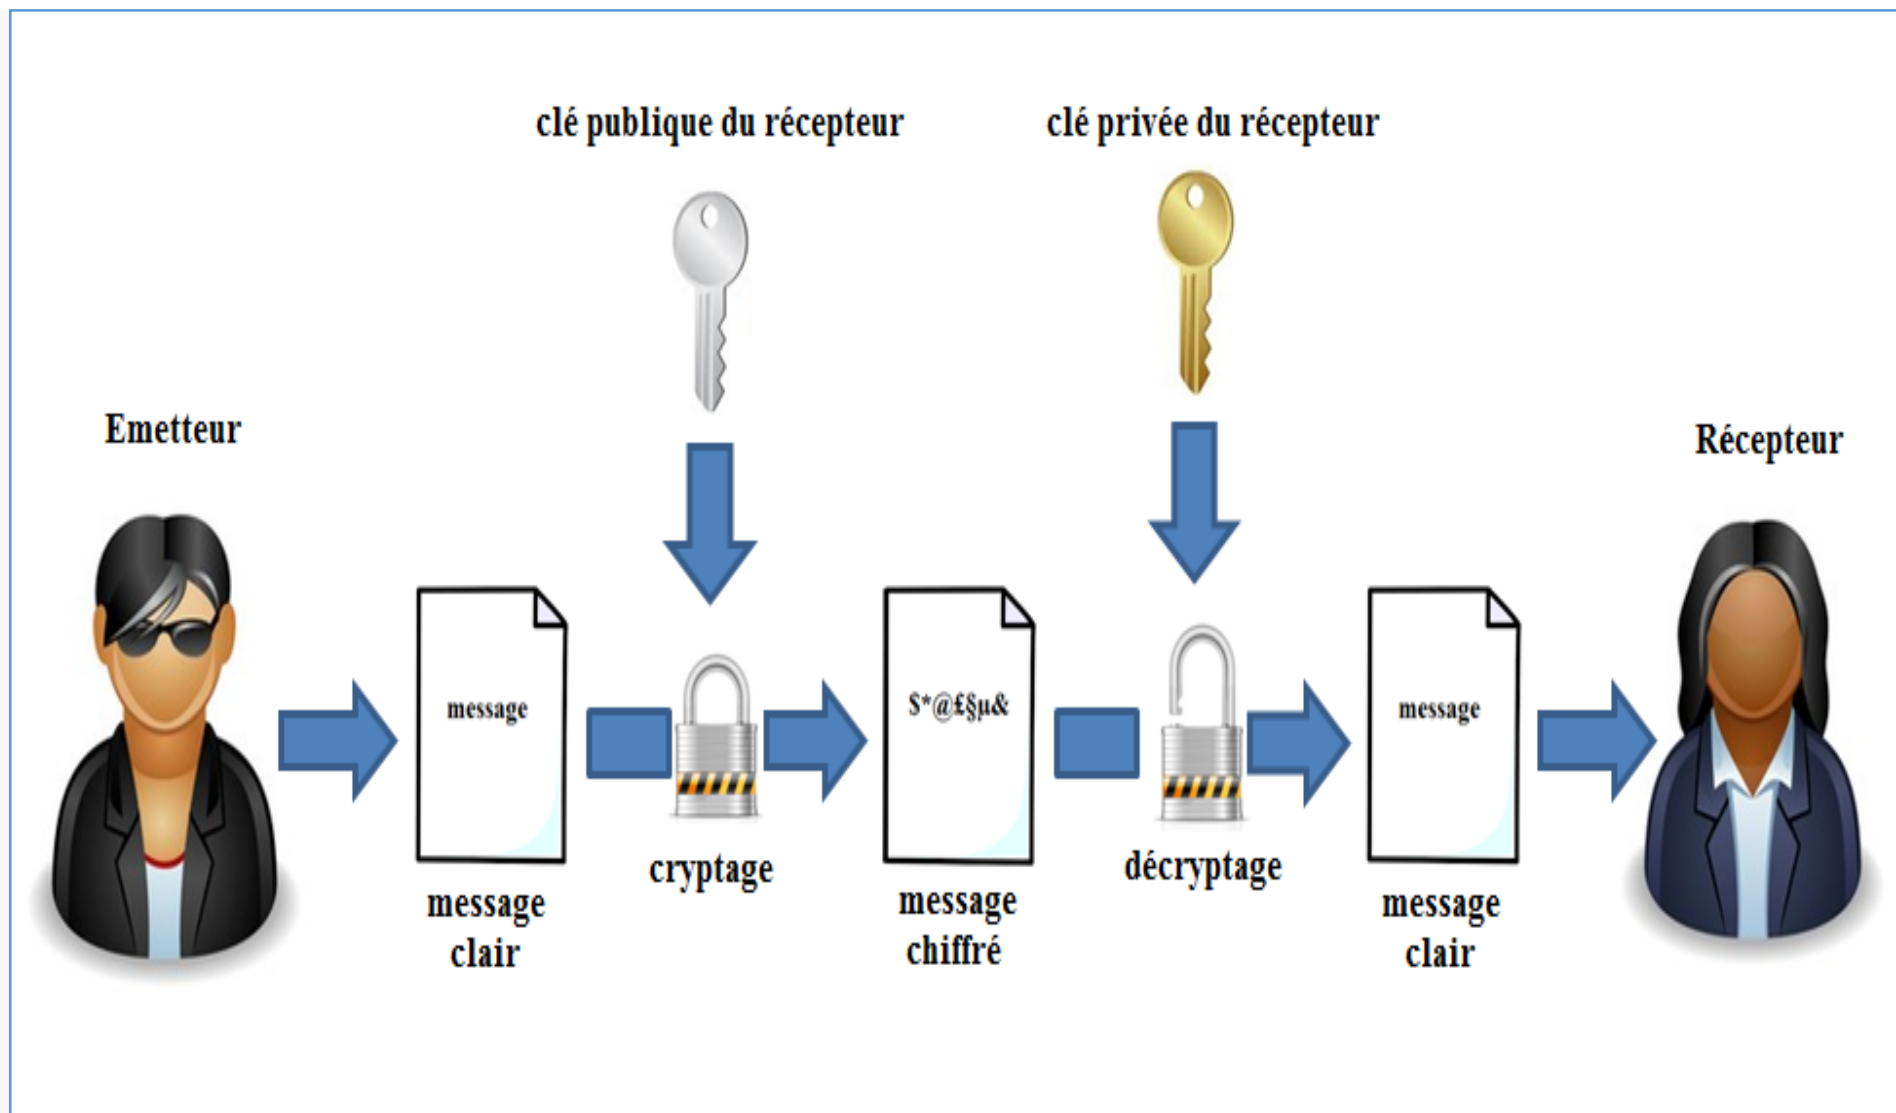 clé publique du récepteur
clé privée du récepteur
Emetteur
Récepteur
message
$*@£§µ&
message
cryptage
décryptage
message
clair
message
chiffré
message
clair